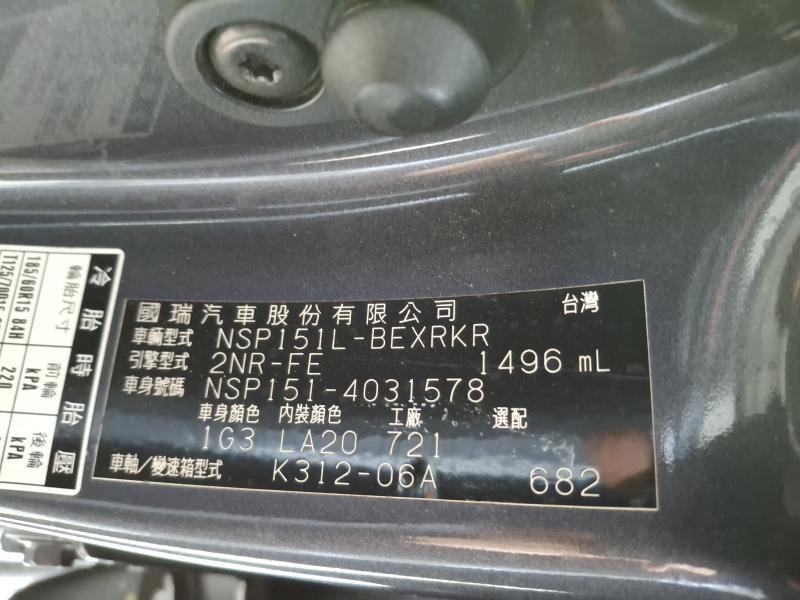 國瑞汽車股份有限公司 台灣
車輛型式 NSP151L-BEXRKR
引擎型式 2NR-FE 1496 mL
車身號碼 NSP151-4031578
車身顏色 內裝顏色 工廠 選配
1G3 LA20 721
車軸/變速箱型式 K312-06A 682
冷胎時胎壓
輪胎尺寸 前輪 後輪
kPa kPa
185/60R15 84H 220